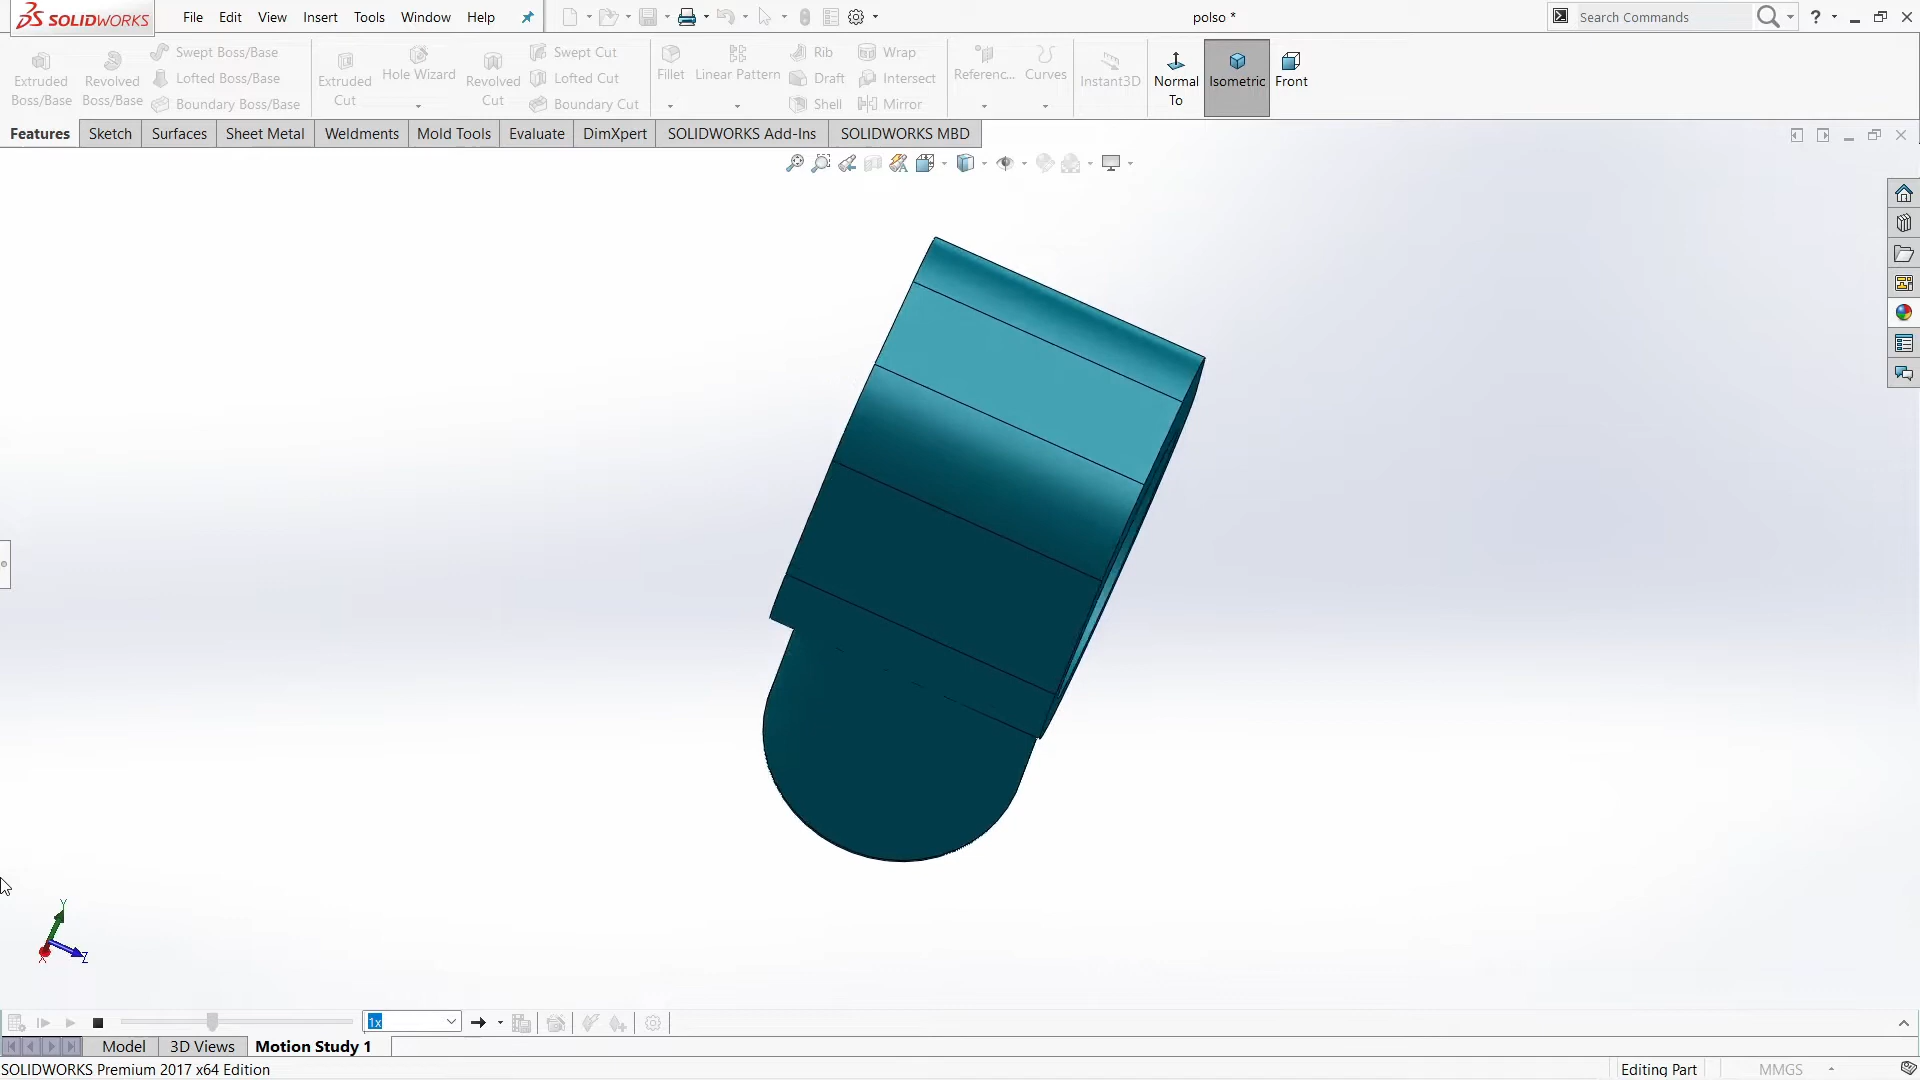 SOLIDWORKS File Edit View Insert Tools Window Help polso * Search Commands ?
Extruded Boss/Base Revolved Boss/Base Swept Boss/Base Lofted Boss/Base Boundary Boss/Base
Extruded Cut Hole Wizard Revolved Cut Swept Cut Lofted Cut Boundary Cut
Fillet Linear Pattern Rib Draft Shell Wrap Intersect Mirror
Referenc... Curves Instant3D Normal To Isometric Front
Features Sketch Surfaces Sheet Metal Weldments Mold Tools Evaluate DimXpert SOLIDWORKS Add-Ins SOLIDWORKS MBD
Y
X Z
1x
Model 3D Views Motion Study 1
SOLIDWORKS Premium 2017 x64 Edition Editing Part MMGS